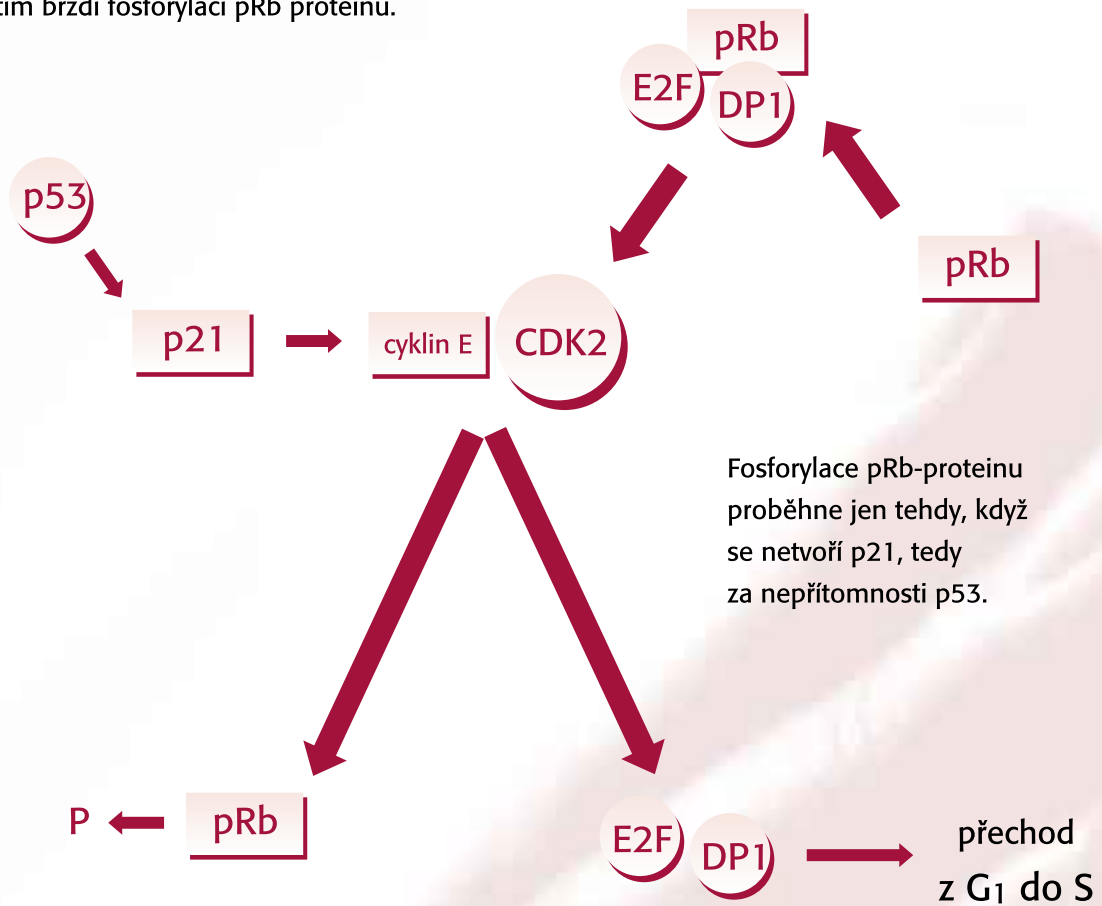 tím brzdí fosforylaci pRb proteinu.
pRb
E2F
DP1
p53
pRb
p21
cyklin E
CDK2
Fosforylace pRb-proteinu
proběhne jen tehdy, když
se netvoří p21, tedy
za nepřítomnosti p53.
P
pRb
E2F
DP1
přechod
z G1 do S